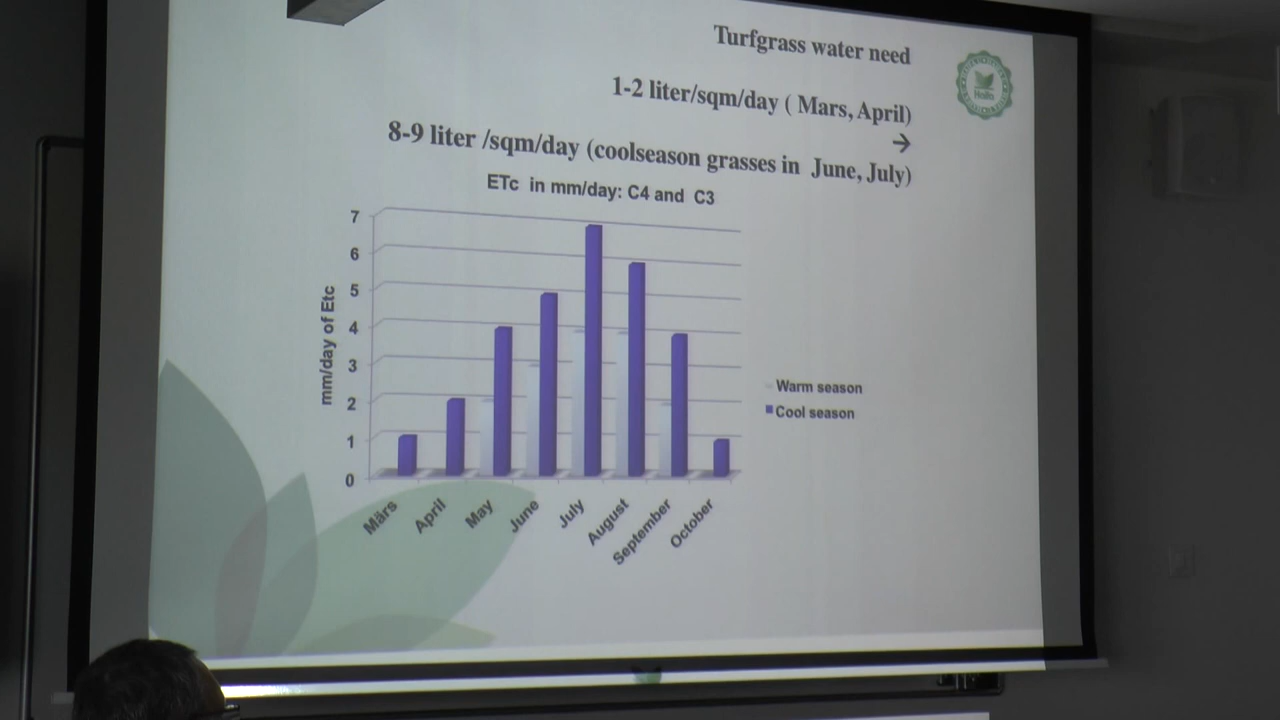 Turfgrass water need
1-2 liter/sqm/day ( Mars, April)
→
8-9 liter /sqm/day (coolseason grasses in June, July)
ETc in mm/day: C4 and C3
mm/day of Etc
7
6
5
4
3
2
1
0
Märs
April
May
June
July
August
September
October
Warm season
Cool season